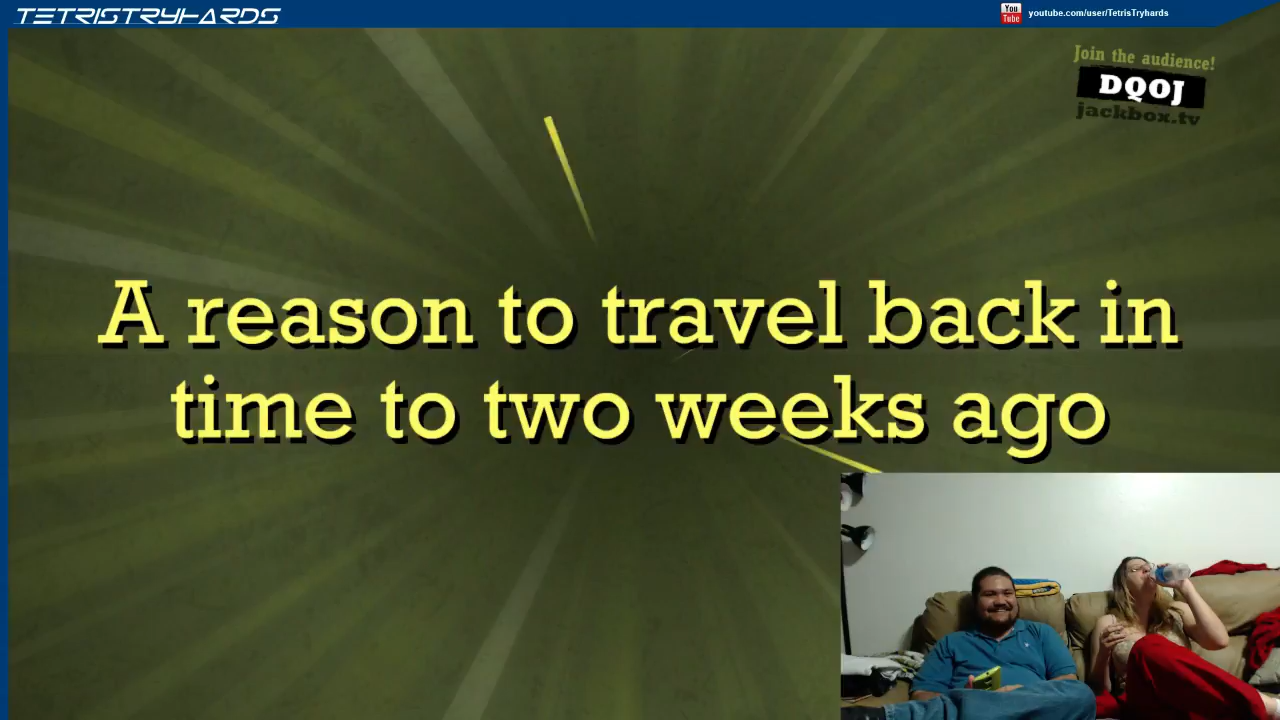 TETRISTRYHARDS
You
Tube
youtube.com/user/TetrisTryhards
Join the audience!
DQOJ
jackbox.tv
A reason to travel back in
time to two weeks ago